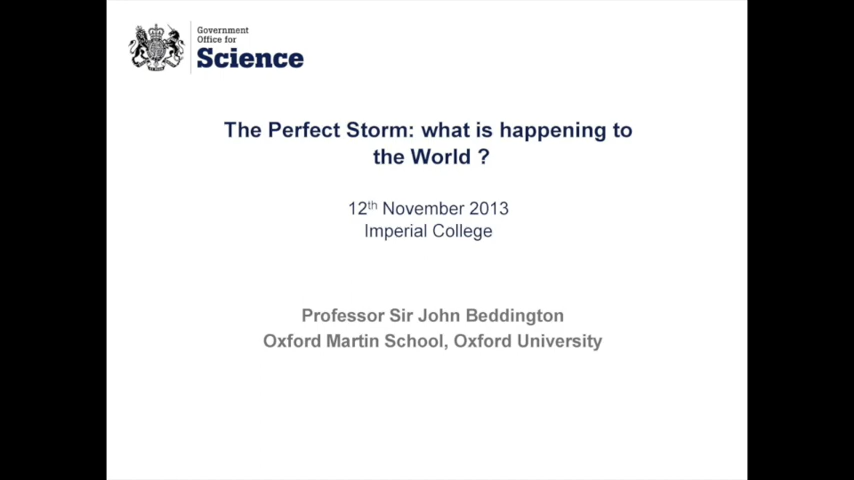 Government
Office for
Science
The Perfect Storm: what is happening to
the World ?
12th November 2013
Imperial College
Professor Sir John Beddington
Oxford Martin School, Oxford University